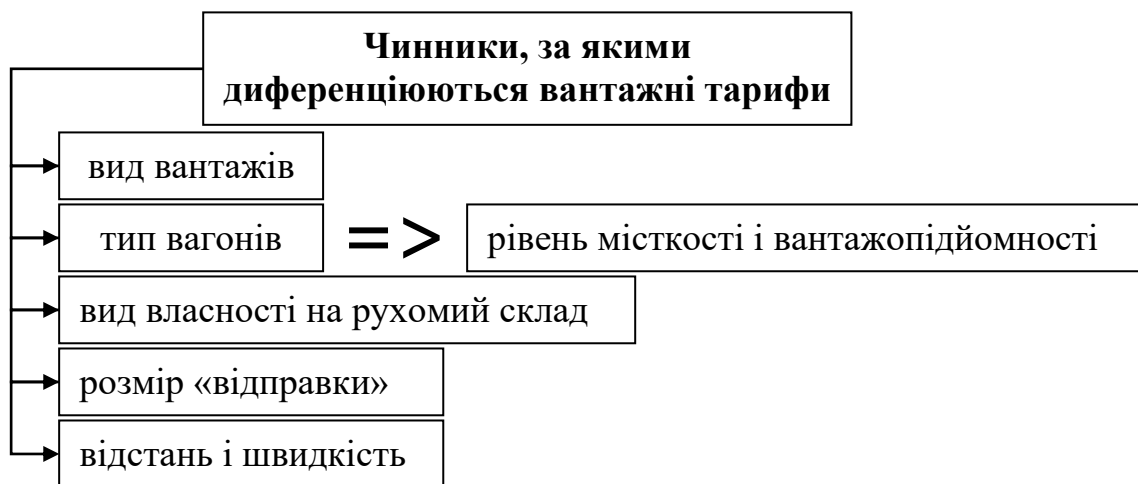 Чинники, за якими
диференціюються вантажні тарифи
вид вантажів
тип вагонів => рівень місткості і вантажопідйомності
вид власності на рухомий склад
розмір «відправки»
відстань і швидкість